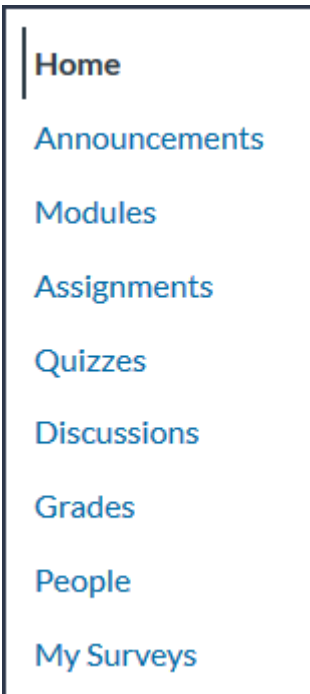 Home
Announcements
Modules
Assignments
Quizzes
Discussions
Grades
People
My Surveys